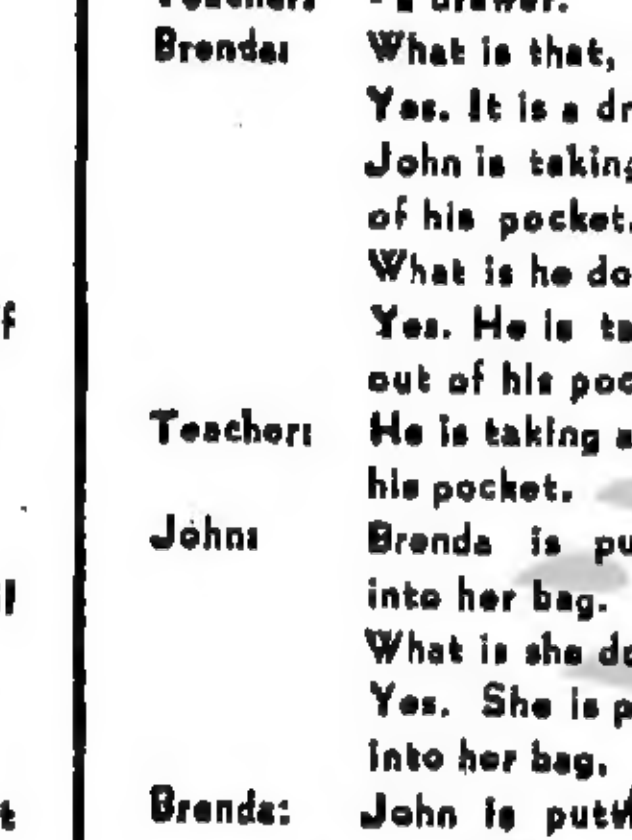 Teacher: - a drawer.
Brenda: What is that,
Yes. It is a dr
John is taking
of his pocket.
What is he do
Yes. He is ta
out of his poc
Teacher: He is taking a
his pocket.
John: Brenda is pu
into her bag.
What is she do
Yes. She is p
into her bag.
Brenda: John is putti
f
l
t